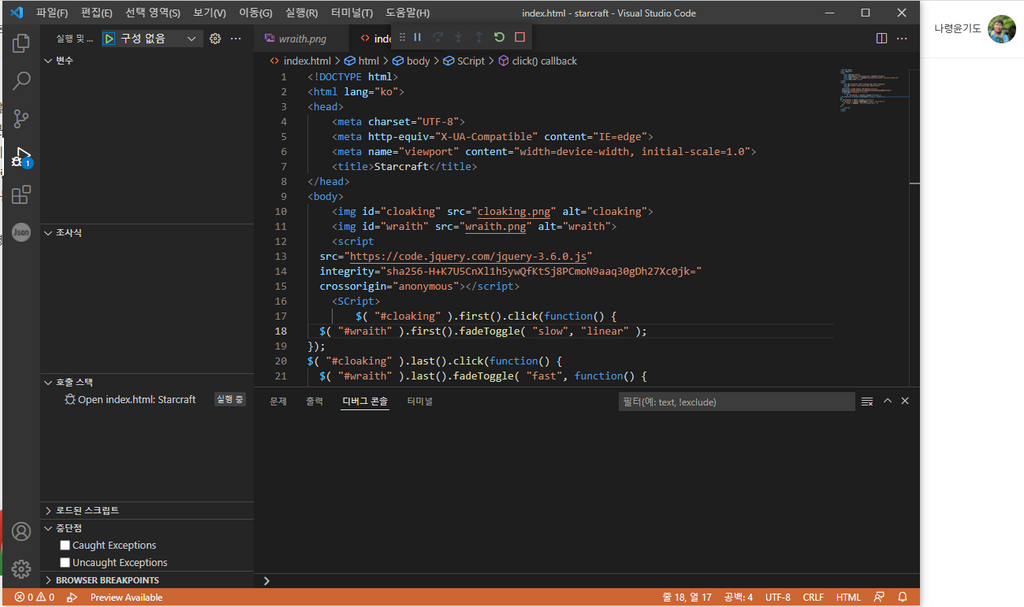 파일(F) 편집(E) 선택 영역(S) 보기(V) 이동(G) 실행(R) 터미널(T) 도움말(H) index.html - starcraft - Visual Studio Code
나령윤기도
실행 및 ... 구성 없음 wraith.png
변수
index.html > html > body > SCript > click() callback
1 <!DOCTYPE html>
2 <html lang="ko">
3 <head>
4 <meta charset="UTF-8">
5 <meta http-equiv="X-UA-Compatible" content="IE=edge">
6 <meta name="viewport" content="width=device-width, initial-scale=1.0">
7 <title>Starcraft</title>
8 </head>
9 <body>
10 <img id="cloaking" src="cloaking.png" alt="cloaking">
11 <img id="wraith" src="wraith.png" alt="wraith">
12 <script
13 src="https://code.jquery.com/jquery-3.6.0.js"
14 integrity="sha256-H+K7U5CnXl1h5ywQfKtSj8PCmoN9aaq30gDh27Xc0jk="
15 crossorigin="anonymous"></script>
16 <SCript>
17 $( "#cloaking" ).first().click(function() {
18 $( "#wraith" ).first().fadeToggle( "slow", "linear" );
19 });
20 $( "#cloaking" ).last().click(function() {
21 $( "#wraith" ).last().fadeToggle( "fast", function() {
1
Json
조사식
호출 스택
Open index.html: Starcraft 실행 중
문제 출력 디버그 콘솔 터미널 필터(예: text, !exclude)
로드된 스크립트
중단점
Caught Exceptions
Uncaught Exceptions
BROWSER BREAKPOINTS
0 0 Preview Available 줄 18, 열 17 공백: 4 UTF-8 CRLF HTML